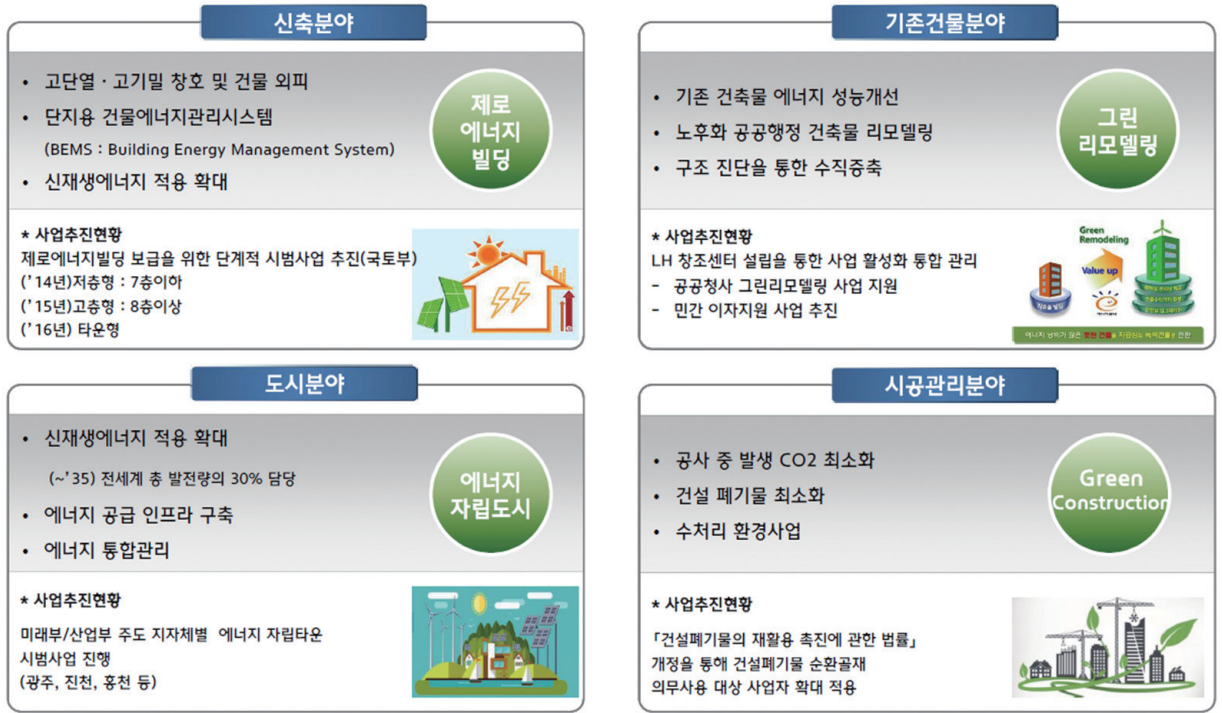 신축분야
• 고단열 · 고기밀 창호 및 건물 외피
• 단지용 건물에너지관리시스템
(BEMS : Building Energy Management System)
• 신재생에너지 적용 확대
제로
에너지
빌딩
* 사업추진현황
제로에너지빌딩 보급을 위한 단계적 시범사업 추진(국토부)
(’14년)저층형 : 7층이하
(’15년)고층형 : 8층이상
(’16년) 타운형
기존건물분야
• 기존 건축물 에너지 성능개선
• 노후화 공공행정 건축물 리모델링
• 구조 진단을 통한 수직증축
그린
리모델링
* 사업추진현황
LH 창조센터 설립을 통한 사업 활성화 통합 관리
- 공공청사 그린리모델링 사업 지원
- 민간 이자지원 사업 추진
Green
Remodeling
Value up
에너지 낭비가 많은
도시분야
• 신재생에너지 적용 확대
(~’35) 전세계 총 발전량의 30% 담당
• 에너지 공급 인프라 구축
• 에너지 통합관리
에너지
자립도시
* 사업추진현황
미래부/산업부 주도 지자체별 에너지 자립타운
시범사업 진행
(광주, 진천, 홍천 등)
시공관리분야
• 공사 중 발생 CO2 최소화
• 건설 폐기물 최소화
• 수처리 환경사업
Green
Construction
* 사업추진현황
「건설폐기물의 재활용 촉진에 관한 법률」
개정을 통해 건설폐기물 순환골재
의무사용 대상 사업자 확대 적용